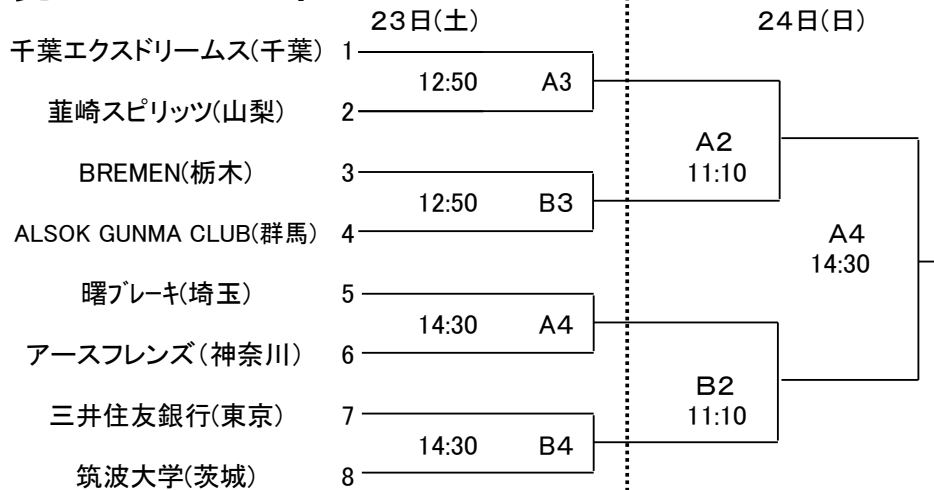 23日(土) 24日(日)
千葉エクスドリームス(千葉) 1
12:50 A3
韮崎スピリッツ(山梨) 2
A2
11:10
BREMEN(栃木) 3
12:50 B3
ALSOK GUNMA CLUB(群馬) 4
A4
14:30
曙ブレーキ(埼玉) 5
14:30 A4
アースフレンズ(神奈川) 6
B2
11:10
三井住友銀行(東京) 7
14:30 B4
筑波大学(茨城) 8